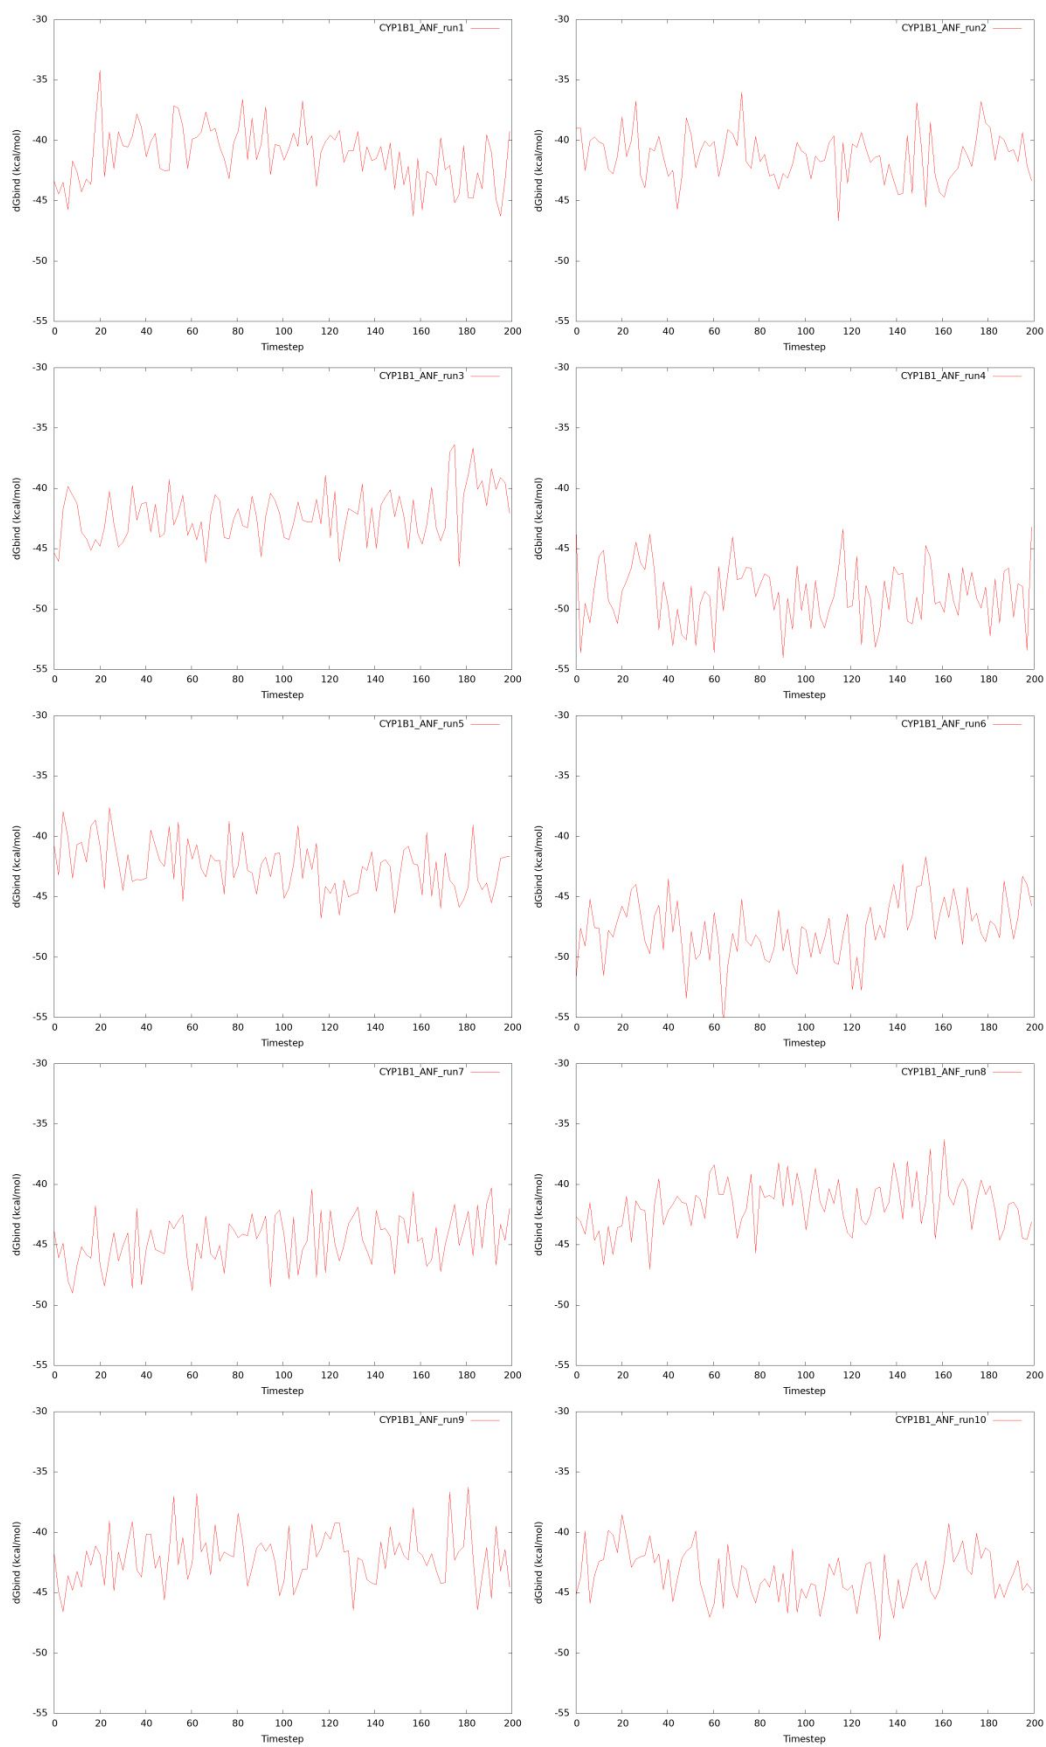 CYP1B1_ANF_run1
dGbind (kcal/mol)
-30
-35
-40
-45
-50
-55
0 20 40 60 80 100 120 140 160 180 200
Timestep
CYP1B1_ANF_run2
dGbind (kcal/mol)
-30
-35
-40
-45
-50
-55
0 20 40 60 80 100 120 140 160 180 200
Timestep
CYP1B1_ANF_run3
dGbind (kcal/mol)
-30
-35
-40
-45
-50
-55
0 20 40 60 80 100 120 140 160 180 200
Timestep
CYP1B1_ANF_run4
dGbind (kcal/mol)
-30
-35
-40
-45
-50
-55
0 20 40 60 80 100 120 140 160 180 200
Timestep
CYP1B1_ANF_run5
dGbind (kcal/mol)
-30
-35
-40
-45
-50
-55
0 20 40 60 80 100 120 140 160 180 200
Timestep
CYP1B1_ANF_run6
dGbind (kcal/mol)
-30
-35
-40
-45
-50
-55
0 20 40 60 80 100 120 140 160 180 200
Timestep
CYP1B1_ANF_run7
dGbind (kcal/mol)
-30
-35
-40
-45
-50
-55
0 20 40 60 80 100 120 140 160 180 200
Timestep
CYP1B1_ANF_run8
dGbind (kcal/mol)
-30
-35
-40
-45
-50
-55
0 20 40 60 80 100 120 140 160 180 200
Timestep
CYP1B1_ANF_run9
dGbind (kcal/mol)
-30
-35
-40
-45
-50
-55
0 20 40 60 80 100 120 140 160 180 200
Timestep
CYP1B1_ANF_run10
dGbind (kcal/mol)
-30
-35
-40
-45
-50
-55
0 20 40 60 80 100 120 140 160 180 200
Timestep